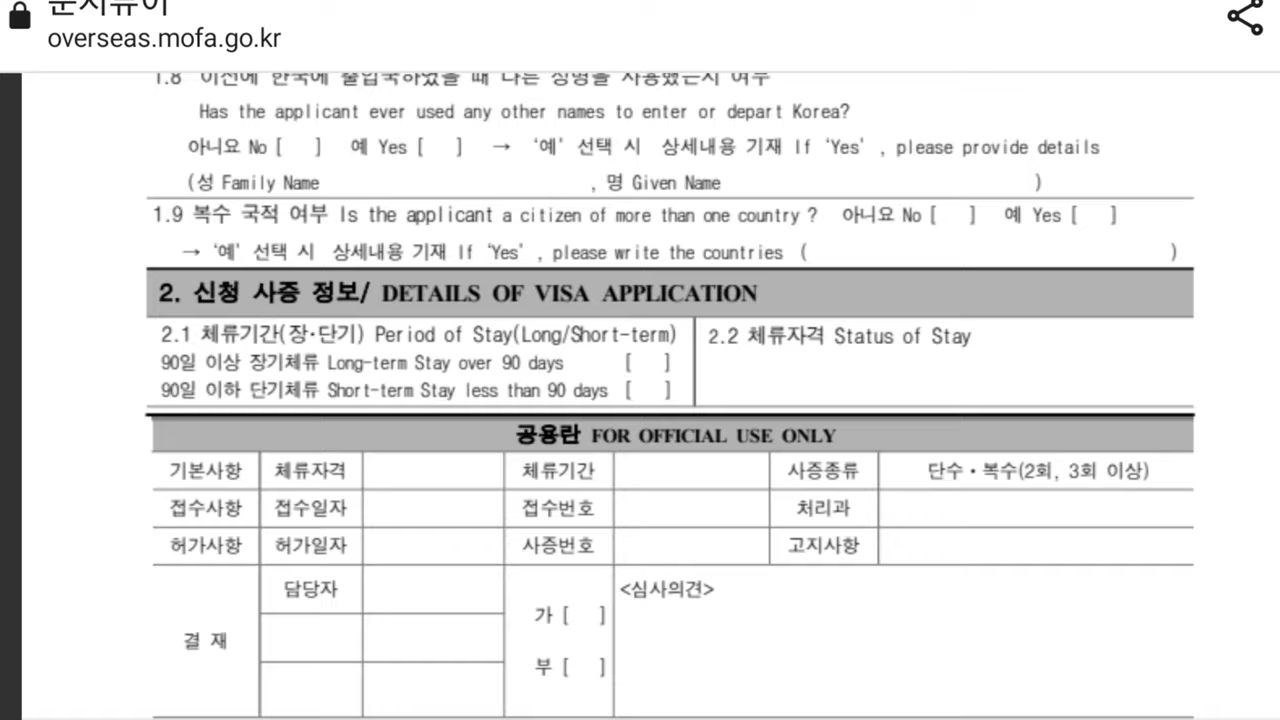 문서뷰어
overseas.mofa.go.kr
1.8 이전에 한국에 출입국하였을 때 다른 성명을 사용했는지 여부
Has the applicant ever used any other names to enter or depart Korea?
아니요 No [ ] 예 Yes [ ] → ‘예’ 선택 시 상세내용 기재 If ‘Yes’, please provide details
(성 Family Name , 명 Given Name )
1.9 복수 국적 여부 Is the applicant a citizen of more than one country ? 아니요 No [ ] 예 Yes [ ]
→ ‘예’ 선택 시 상세내용 기재 If ‘Yes’, please write the countries ( )
2. 신청 사증 정보/ DETAILS OF VISA APPLICATION
2.1 체류기간(장·단기) Period of Stay(Long/Short-term)
90일 이상 장기체류 Long-term Stay over 90 days [ ]
90일 이하 단기체류 Short-term Stay less than 90 days [ ]
2.2 체류자격 Status of Stay
공용란 FOR OFFICIAL USE ONLY
기본사항 체류자격 체류기간 사증종류 단수·복수(2회, 3회 이상)
접수사항 접수일자 접수번호 처리과
허가사항 허가일자 사증번호 고지사항
결 재 담당자 가 [ ] <심사의견>
부 [ ]